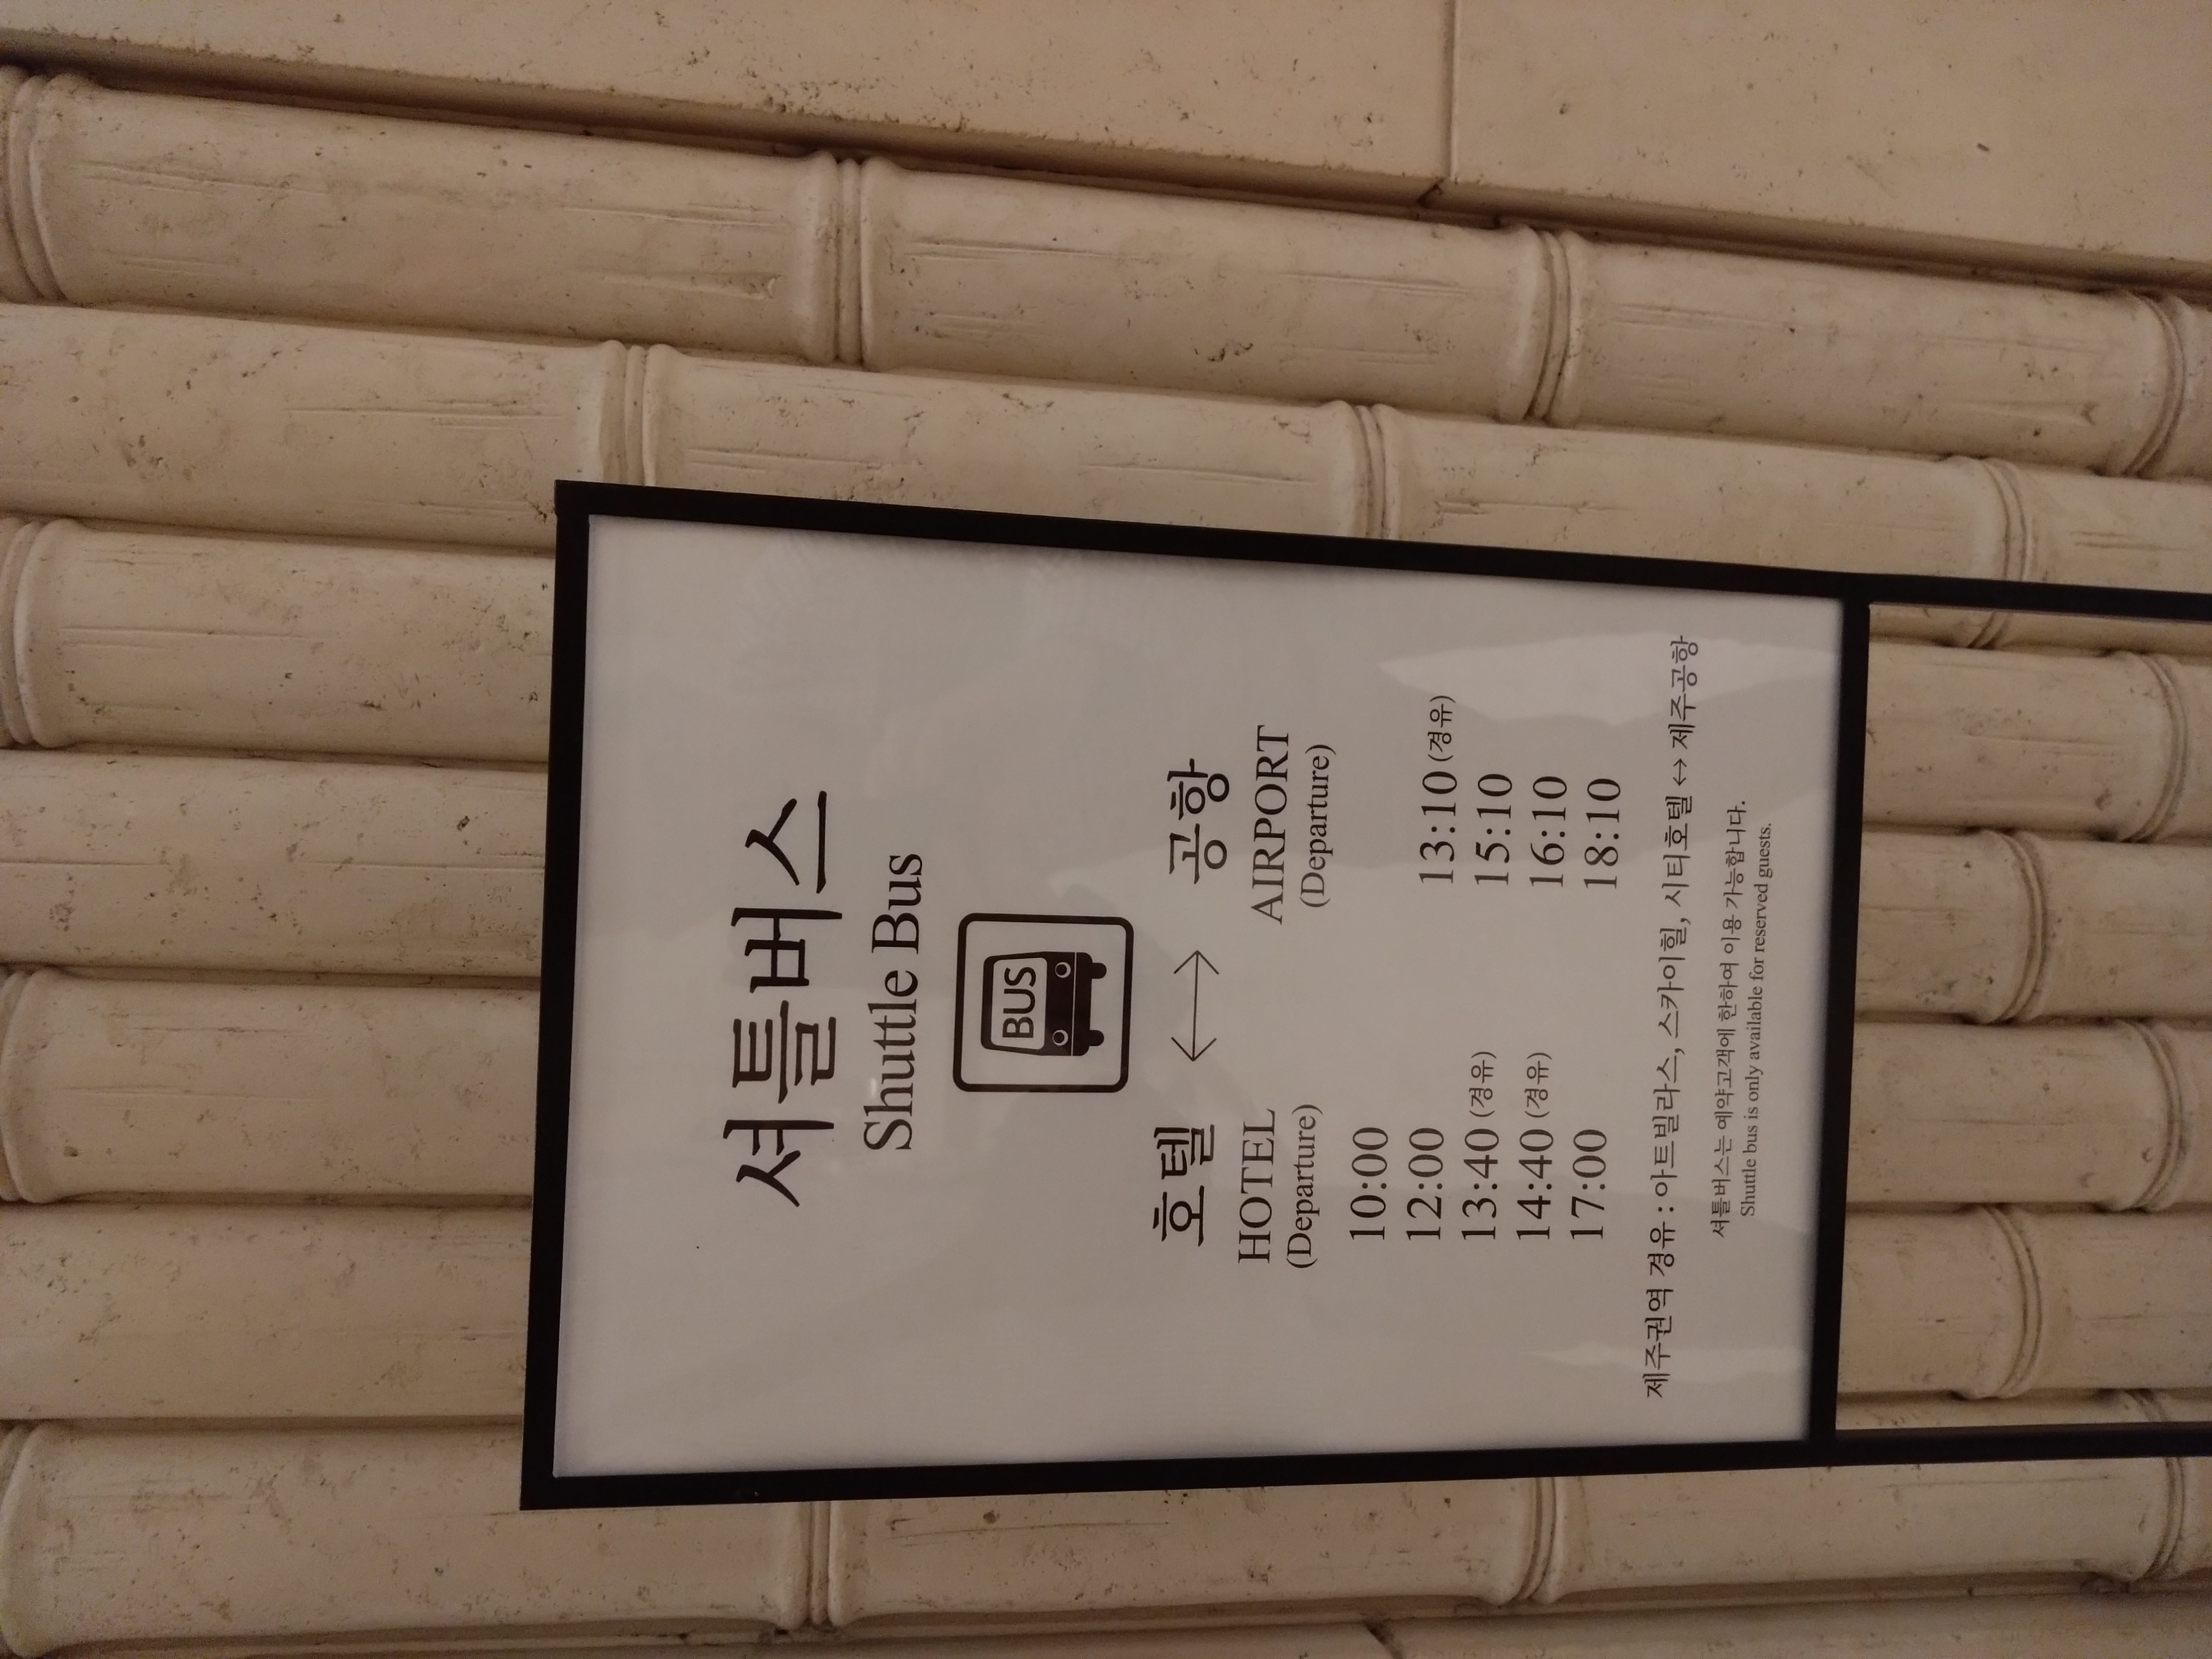 셔틀버스
Shuttle Bus
BUS
호텔 ↔ 공항
HOTEL AIRPORT
(Departure) (Departure)
10:00
12:00 13:10 (경유)
13:40 (경유) 15:10
14:40 (경유) 16:10
17:00 18:10
제주권역 경유 : 아트빌라스, 스카이힐, 시티호텔 ↔ 제주공항
셔틀버스는 예약고객에 한하여 이용 가능합니다.
Shuttle bus is only available for reserved guests.